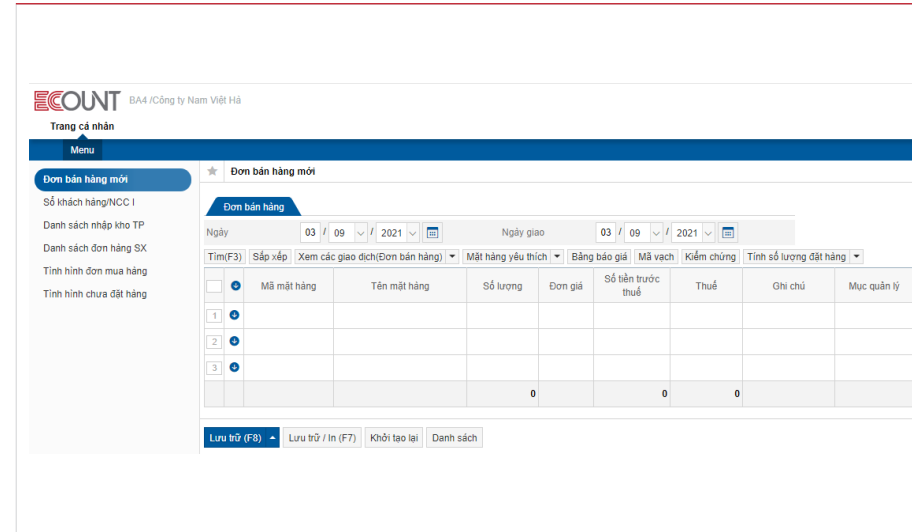 ECOUNT BA4 /Công ty Nam Việt Há
Trang cá nhân
Menu
Đơn bán hàng mới
Sổ khách hàng/NCC I
Danh sách nhập kho TP
Danh sách đơn hàng SX
Tình hình đơn mua hàng
Tình hình chưa đặt hàng
Đơn bán hàng mới
Đơn bán hàng
Ngày 03 / 09 / 2021 Ngày giao 03 / 09 / 2021
Tìm(F3) Sắp xếp Xem các giao dịch(Đơn bán hàng) Mặt hàng yêu thích Bảng báo giá Mã vạch Kiểm chứng Tính số lượng đặt hàng
Mã mặt hàng Tên mặt hàng Số lượng Đơn giá Số tiền trước thuế Thuế Ghi chú Mục quản lý
1
2
3
0 0 0
Lưu trữ (F8) Lưu trữ / In (F7) Khởi tạo lại Danh sách